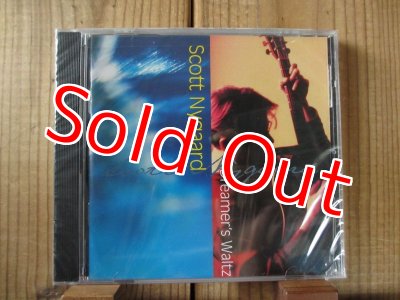 Scott Nygaard
Dreamer's Waltz
Sold Out